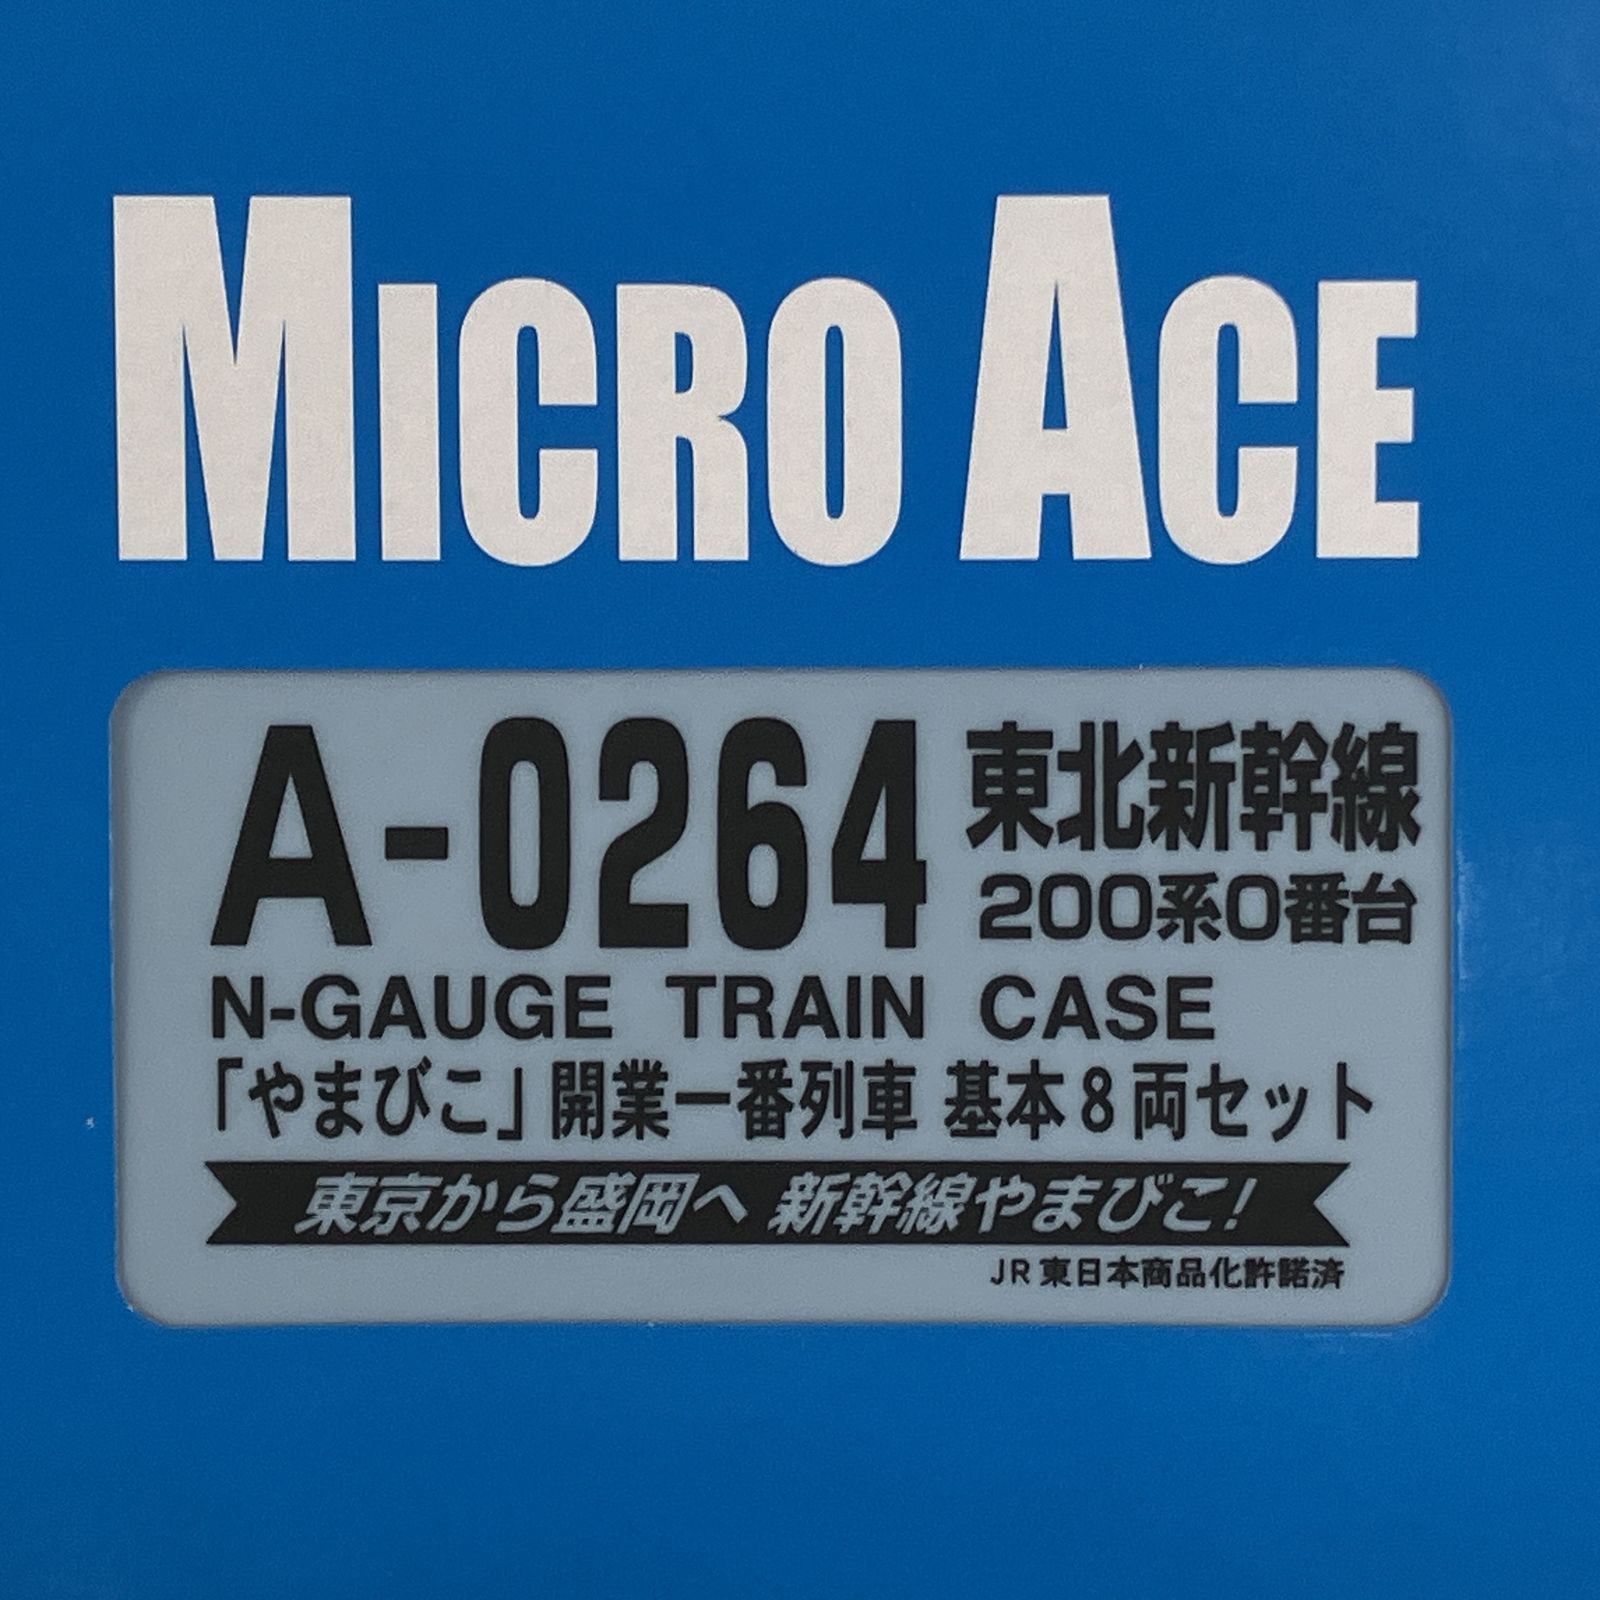 MICRO ACE
A-0264 東北新幹線
200系0番台
N-GAUGE TRAIN CASE
「やまびこ」開業一番列車 基本8両セット
東京から盛岡へ 新幹線やまびこ!
JR東日本商品化許諾済